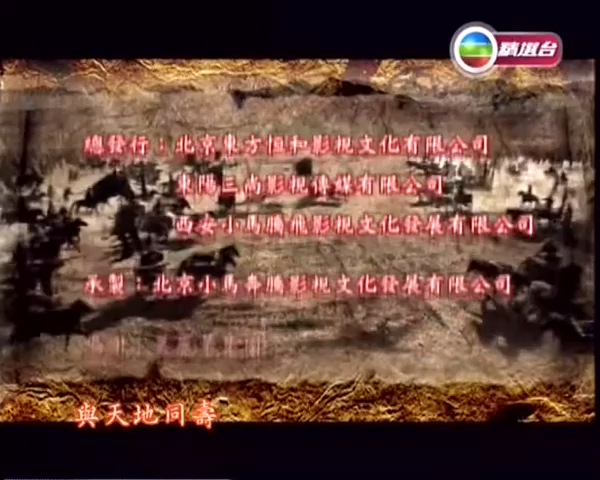 精選台
總發行：北京東方恒和影視文化有限公司
東陽三尚影視傳媒有限公司
西安小馬騰飛影視文化發展有限公司
承製：北京小馬奔騰影視文化發展有限公司
與天地同壽